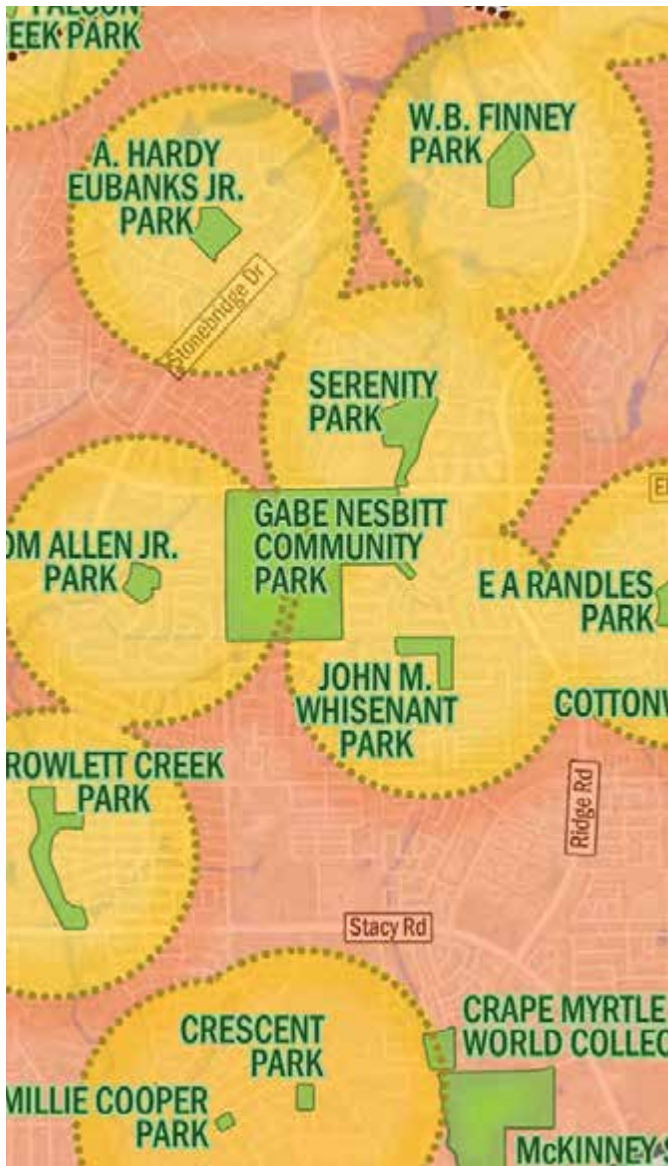 FALCON
EEK PARK
W.B. FINNEY
PARK
A. HARDY
EUBANKS JR.
PARK
Stonebridge Dr
SERENITY
PARK
GABE NESBITT
COMMUNITY
PARK
OM ALLEN JR.
PARK
E A RANDLES
PARK
JOHN M.
WHISENANT
PARK
COTTONW
ROWLETT CREEK
PARK
Ridge Rd
Stacy Rd
CRAPE MYRTLE
WORLD COLLEC
CRESCENT
PARK
MILLIE COOPER
PARK
McKINNEY